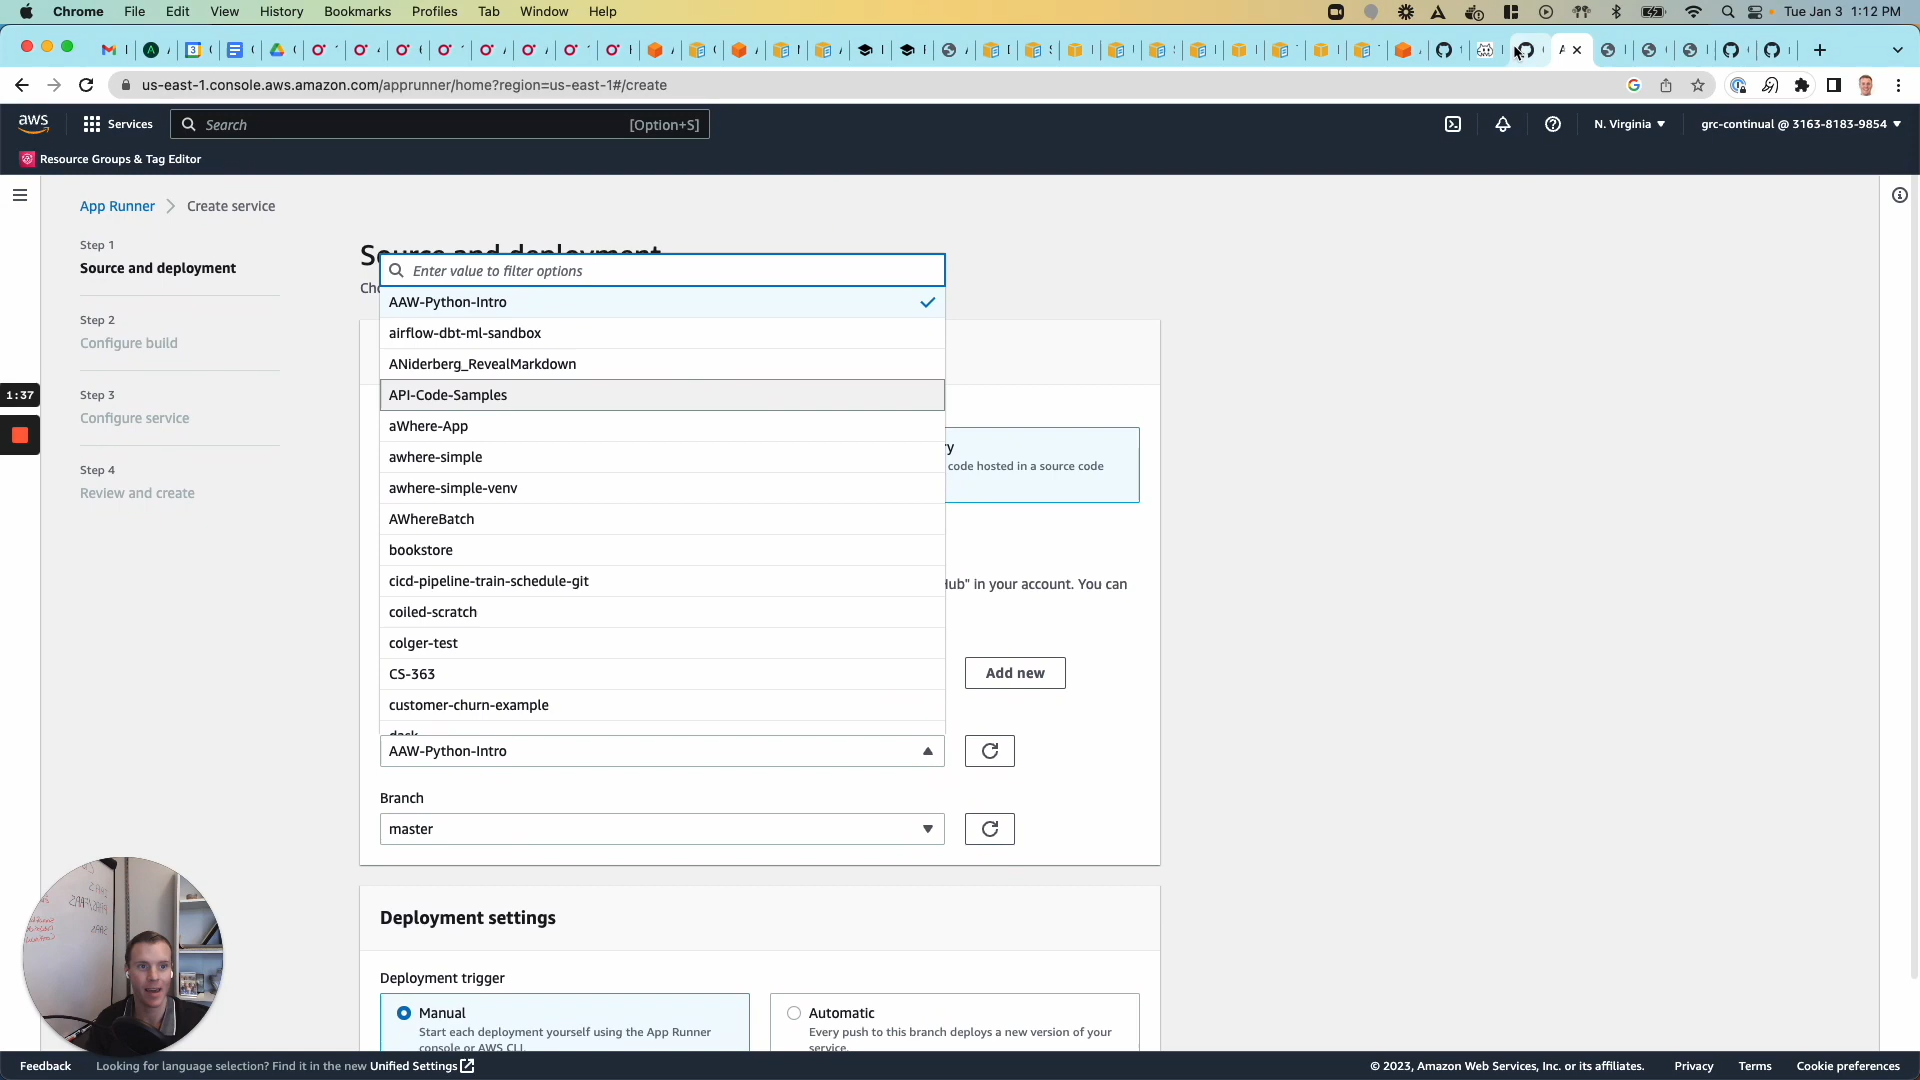 Chrome File Edit View History Bookmarks Profiles Tab Window Help
Tue Jan 3 1:12 PM
us-east-1.console.aws.amazon.com/apprunner/home?region=us-east-1#/create
aws
Services
Search
[Option+S]
N. Virginia
grc-continual @ 3163-8183-9854
Resource Groups & Tag Editor
App Runner
Create service
Step 1
Source and deployment
Step 2
Configure build
Step 3
Configure service
Step 4
Review and create
1:37
Source and deployment
Enter value to filter options
AAW-Python-Intro
airflow-dbt-ml-sandbox
ANiderberg_RevealMarkdown
API-Code-Samples
aWhere-App
awhere-simple
awhere-simple-venv
AWhereBatch
bookstore
cicd-pipeline-train-schedule-git
coiled-scratch
colger-test
CS-363
customer-churn-example
dask
code hosted in a source code
in your account. You can
Add new
AAW-Python-Intro
Branch
master
Deployment settings
Deployment trigger
Manual
Start each deployment yourself using the App Runner
console or AWS CLI.
Automatic
Every push to this branch deploys a new version of your
service.
Feedback
Looking for language selection? Find it in the new Unified Settings
© 2023, Amazon Web Services, Inc. or its affiliates.
Privacy
Terms
Cookie preferences